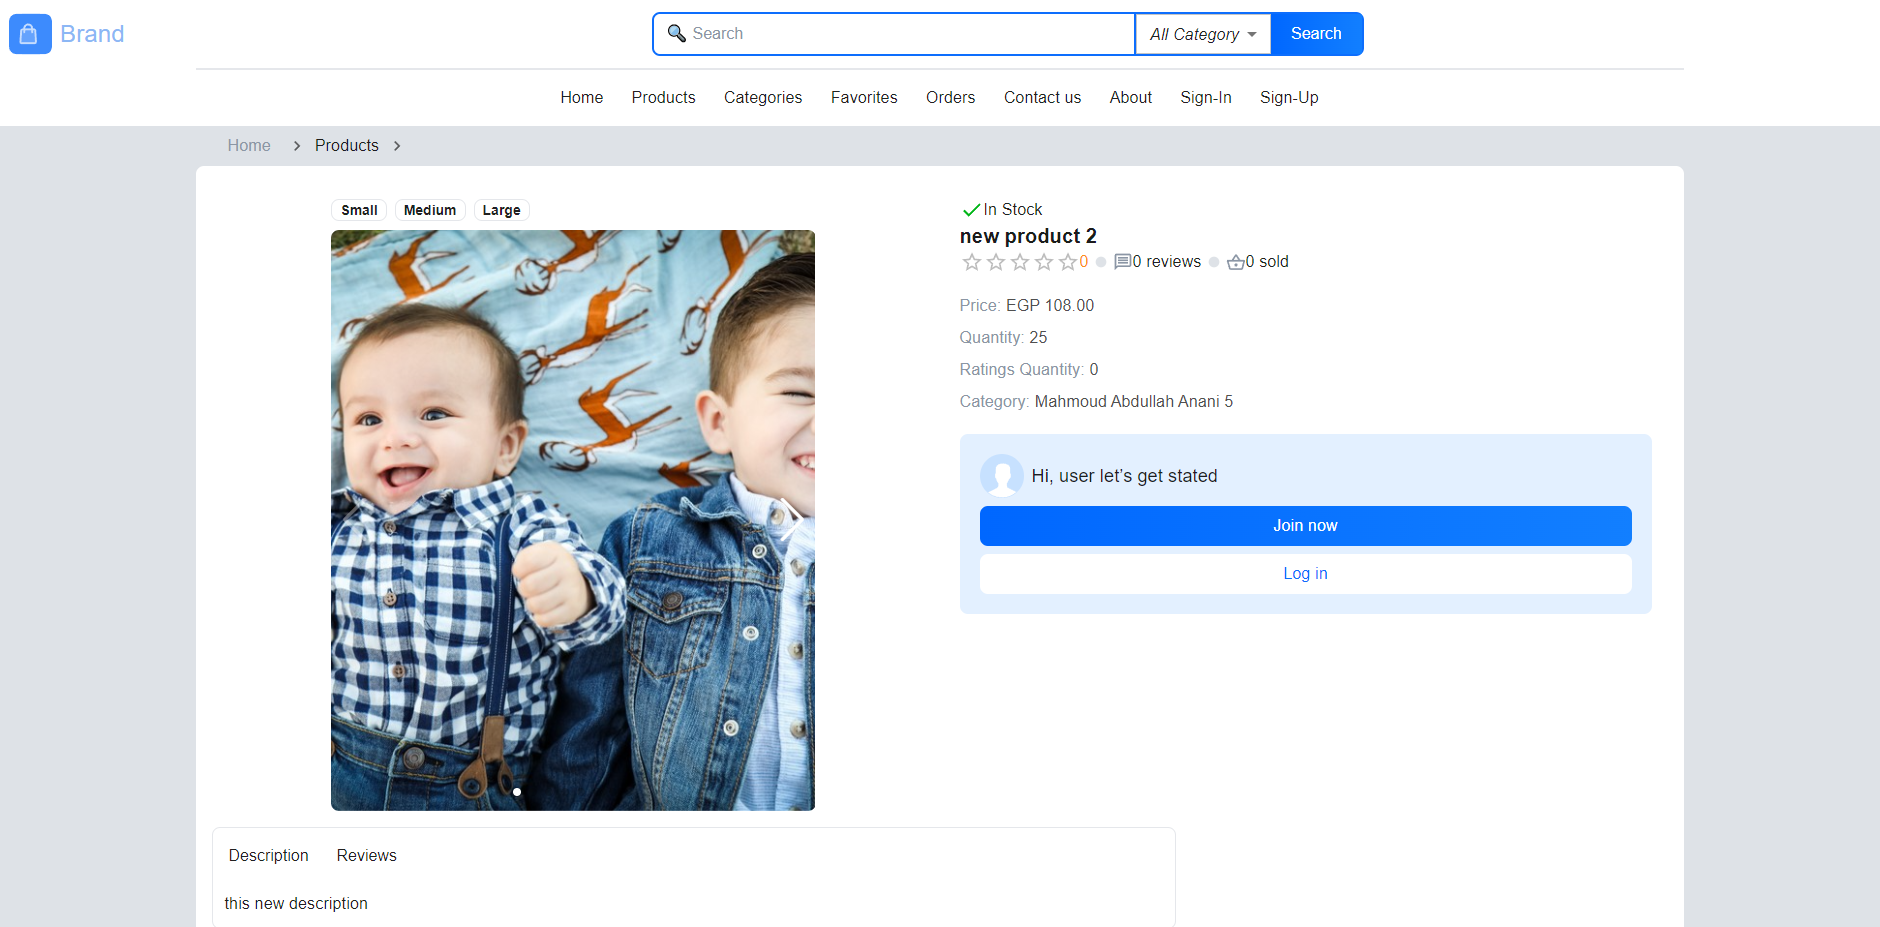 Brand
Search
All Category
Search
Home Products Categories Favorites Orders Contact us About Sign-In Sign-Up
Home Products
Small Medium Large
In Stock
new product 2
0 0 reviews 0 sold
Price: EGP 108.00
Quantity: 25
Ratings Quantity: 0
Category: Mahmoud Abdullah Anani 5
Hi, user let's get stated
Join now
Log in
Description Reviews
this new description